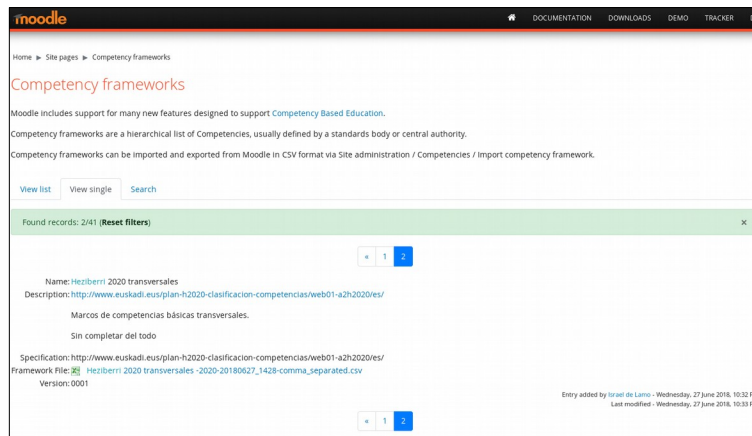 moodle
DOCUMENTATION DOWNLOADS DEMO TRACKER
Home ► Site pages ► Competency frameworks
Competency frameworks
Moodle includes support for many new features designed to support Competency Based Education.
Competency frameworks are a hierarchical list of Competencies, usually defined by a standards body or central authority.
Competency frameworks can be imported and exported from Moodle in CSV format via Site administration / Competencies / Import competency framework.
View list View single Search
Found records: 2/41 (Reset filters) ×
« 1 2
Name: Heziberri 2020 transversales
Description: http://www.euskadi.eus/plan-h2020-clasificacion-competencias/web01-a2h2020/es/
Marcos de competencias básicas transversales.
Sin completar del todo
Specification: http://www.euskadi.eus/plan-h2020-clasificacion-competencias/web01-a2h2020/es/
Framework File: Heziberri 2020 transversales -2020-20180627_1428-comma_separated.csv
Version: 0001
Entry added by Israel de Lamo - Wednesday, 27 June 2018, 10:32
Last modified - Wednesday, 27 June 2018, 10:33
« 1 2